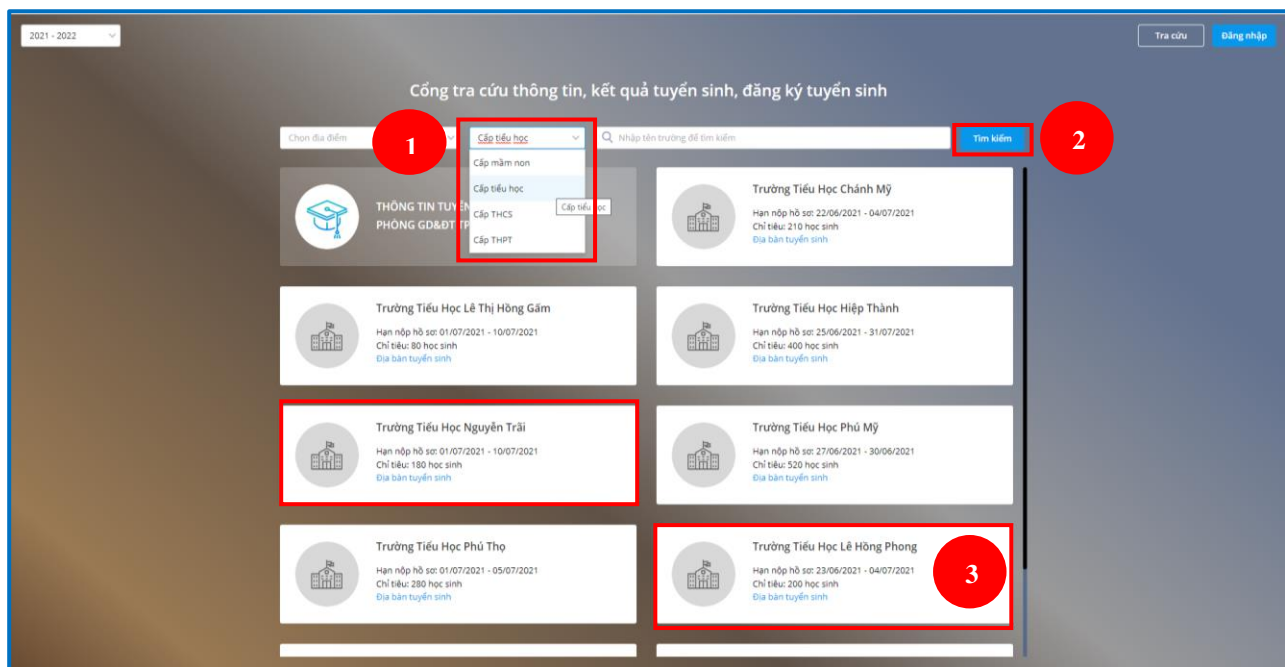 2021 - 2022
Tra cứu
Đăng nhập
Cổng tra cứu thông tin, kết quả tuyển sinh, đăng ký tuyển sinh
Chọn địa điểm
1
Cấp tiểu học
Nhập tên trường để tìm kiếm
Tìm kiếm
2
Cấp mầm non
Cấp tiểu học
Cấp THCS
Cấp THPT
Cấp tiểu học
THÔNG TIN
PHÒNG GD&ĐT
Trường Tiểu Học Chánh Mỹ
Hạn nộp hồ sơ: 22/06/2021 - 04/07/2021
Chỉ tiêu: 210 học sinh
Địa bàn tuyển sinh
Trường Tiểu Học Lê Thị Hồng Gấm
Hạn nộp hồ sơ: 01/07/2021 - 10/07/2021
Chỉ tiêu: 80 học sinh
Địa bàn tuyển sinh
Trường Tiểu Học Hiệp Thành
Hạn nộp hồ sơ: 25/06/2021 - 31/07/2021
Chỉ tiêu: 400 học sinh
Địa bàn tuyển sinh
Trường Tiểu Học Nguyễn Trãi
Hạn nộp hồ sơ: 01/07/2021 - 10/07/2021
Chỉ tiêu: 180 học sinh
Địa bàn tuyển sinh
Trường Tiểu Học Phú Mỹ
Hạn nộp hồ sơ: 27/06/2021 - 30/06/2021
Chỉ tiêu: 520 học sinh
Địa bàn tuyển sinh
Trường Tiểu Học Phú Thọ
Hạn nộp hồ sơ: 01/07/2021 - 05/07/2021
Chỉ tiêu: 280 học sinh
Địa bàn tuyển sinh
Trường Tiểu Học Lê Hồng Phong
Hạn nộp hồ sơ: 23/06/2021 - 04/07/2021
Chỉ tiêu: 200 học sinh
Địa bàn tuyển sinh
3